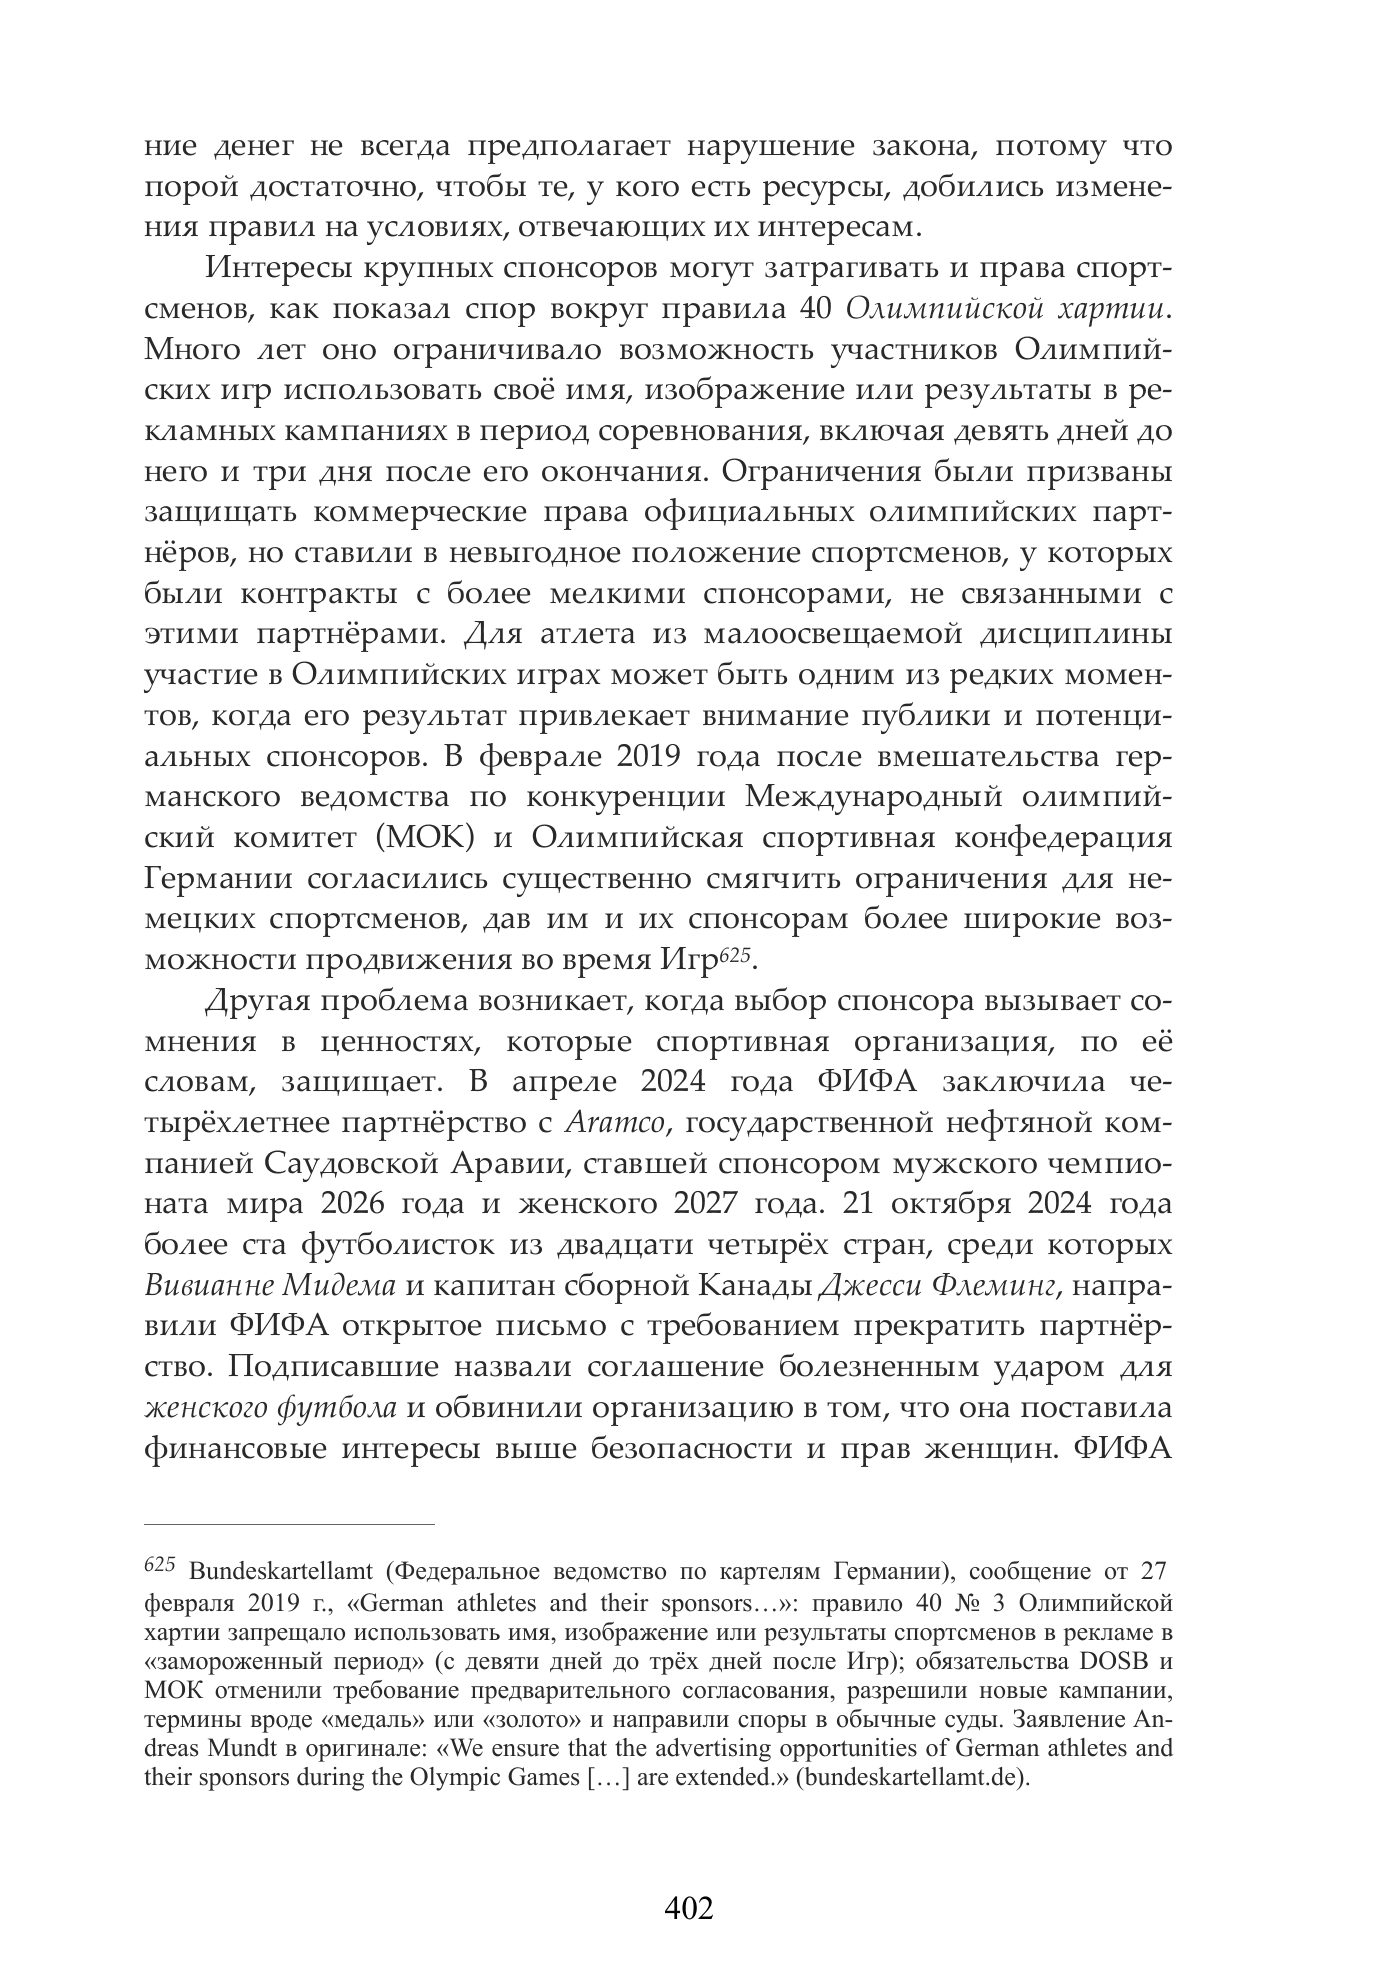 ние денег не всегда предполагает нарушение закона, потому что
порой достаточно, чтобы те, у кого есть ресурсы, добились измене-
ния правил на условиях, отвечающих их интересам.
Интересы крупных спонсоров могут затрагивать и права спорт-
сменов, как показал спор вокруг правила 40 Олимпийской хартии.
Много лет оно ограничивало возможность участников Олимпий-
ских игр использовать своё имя, изображение или результаты в ре-
кламных кампаниях в период соревнования, включая девять дней до
него и три дня после его окончания. Ограничения были призваны
защищать коммерческие права официальных олимпийских парт-
нёров, но ставили в невыгодное положение спортсменов, у которых
были контракты с более мелкими спонсорами, не связанными с
этими партнёрами. Для атлета из малоосвещаемой дисциплины
участие в Олимпийских играх может быть одним из редких момен-
тов, когда его результат привлекает внимание публики и потенци-
альных спонсоров. В феврале 2019 года после вмешательства гер-
манского ведомства по конкуренции Международный олимпий-
ский комитет (МОК) и Олимпийская спортивная конфедерация
Германии согласились существенно смягчить ограничения для не-
мецких спортсменов, дав им и их спонсорам более широкие воз-
можности продвижения во время Игр625.
Другая проблема возникает, когда выбор спонсора вызывает со-
мнения в ценностях, которые спортивная организация, по её
словам, защищает. В апреле 2024 года ФИФА заключила че-
тырёхлетнее партнёрство с Aramco, государственной нефтяной ком-
панией Саудовской Аравии, ставшей спонсором мужского чемпио-
ната мира 2026 года и женского 2027 года. 21 октября 2024 года
более ста футболисток из двадцати четырёх стран, среди которых
Вивианне Мидема и капитан сборной Канады Джесси Флеминг, напра-
вили ФИФА открытое письмо с требованием прекратить партнёр-
ство. Подписавшие назвали соглашение болезненным ударом для
женского футбола и обвинили организацию в том, что она поставила
финансовые интересы выше безопасности и прав женщин. ФИФА
625 Bundeskartellamt (Федеральное ведомство по картелям Германии), сообщение от 27
февраля 2019 г., «German athletes and their sponsors…»: правило 40 № 3 Олимпийской
хартии запрещало использовать имя, изображение или результаты спортсменов в рекламе в
«замороженный период» (с девяти дней до трёх дней после Игр); обязательства DOSB и
МОК отменили требование предварительного согласования, разрешили новые кампании,
термины вроде «медаль» или «золото» и направили споры в обычные суды. Заявление An-
dreas Mundt в оригинале: «We ensure that the advertising opportunities of German athletes and
their sponsors during the Olympic Games […] are extended.» (bundeskartellamt.de).
402